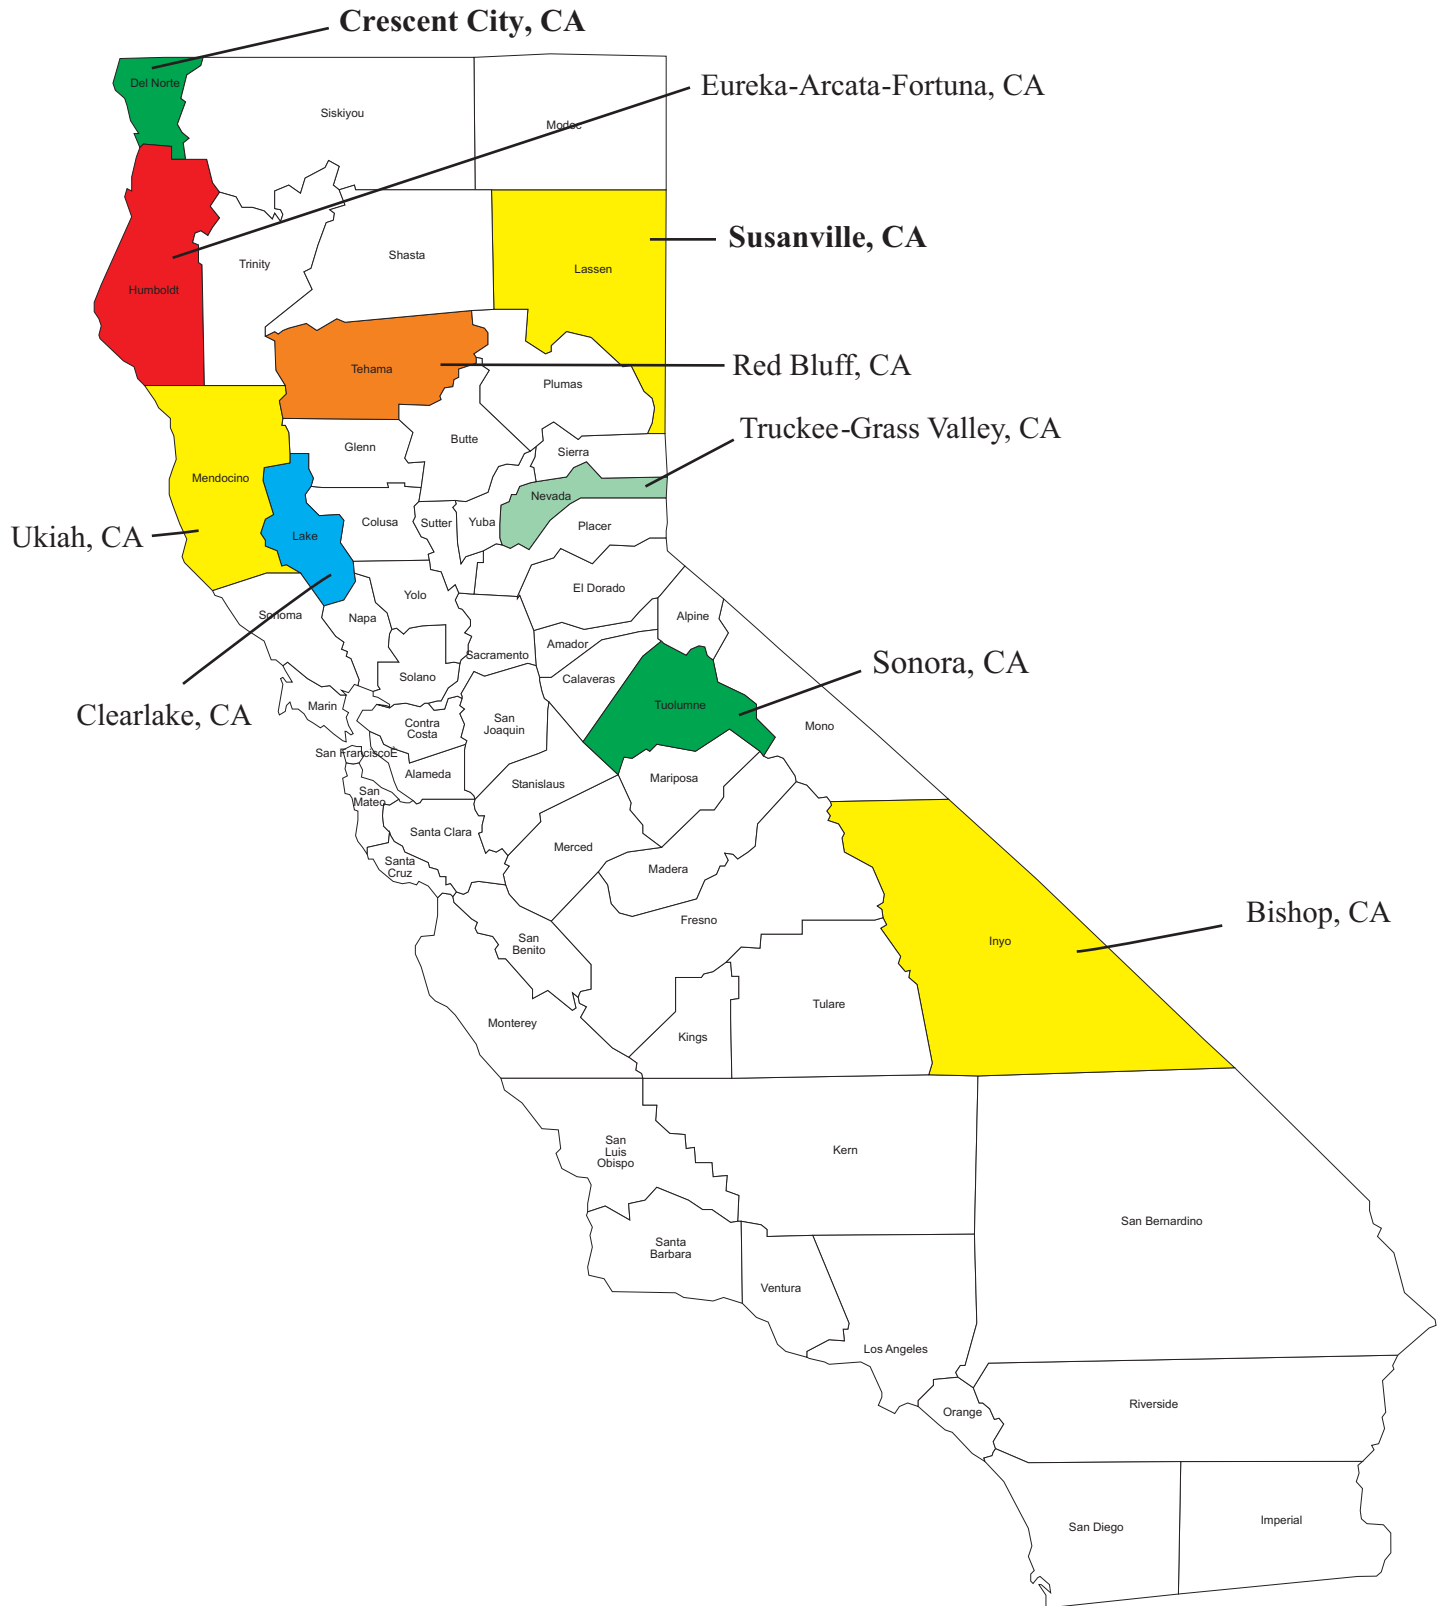 Crescent City, CA
Del Norte
Eureka-Arcata-Fortuna, CA
Siskiyou
Modoc
Susanville, CA
Shasta
Trinity
Lassen
Humboldt
Red Bluff, CA
Tehama
Plumas
Truckee-Grass Valley, CA
Butte
Glenn
Sierra
Mendocino
Nevada
Colusa
Sutter
Yuba
Placer
Ukiah, CA
Lake
El Dorado
Yolo
Sonoma
Napa
Alpine
Amador
Sacramento
Sonora, CA
Solano
Calaveras
Clearlake, CA
Marin
Tuolumne
Contra
Costa
San
Joaquin
Mono
San FranciscoÈ
Alameda
Mariposa
Stanislaus
San
Mateo
Santa Clara
Merced
Santa
Cruz
Madera
Bishop, CA
Fresno
San
Benito
Inyo
Tulare
Monterey
Kings
San
Luis
Obispo
Kern
San Bernardino
Santa
Barbara
Ventura
Los Angeles
Orange
Riverside
San Diego
Imperial